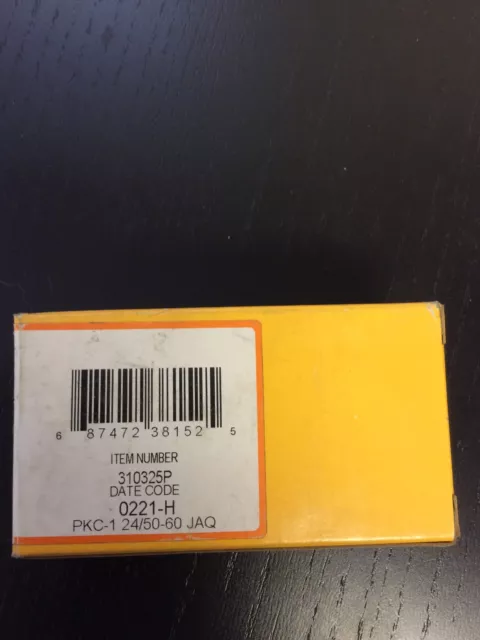 6 87472 38152 5
ITEM NUMBER
310325P
DATE CODE
0221-H
PKC-1 24/50-60 JAQ